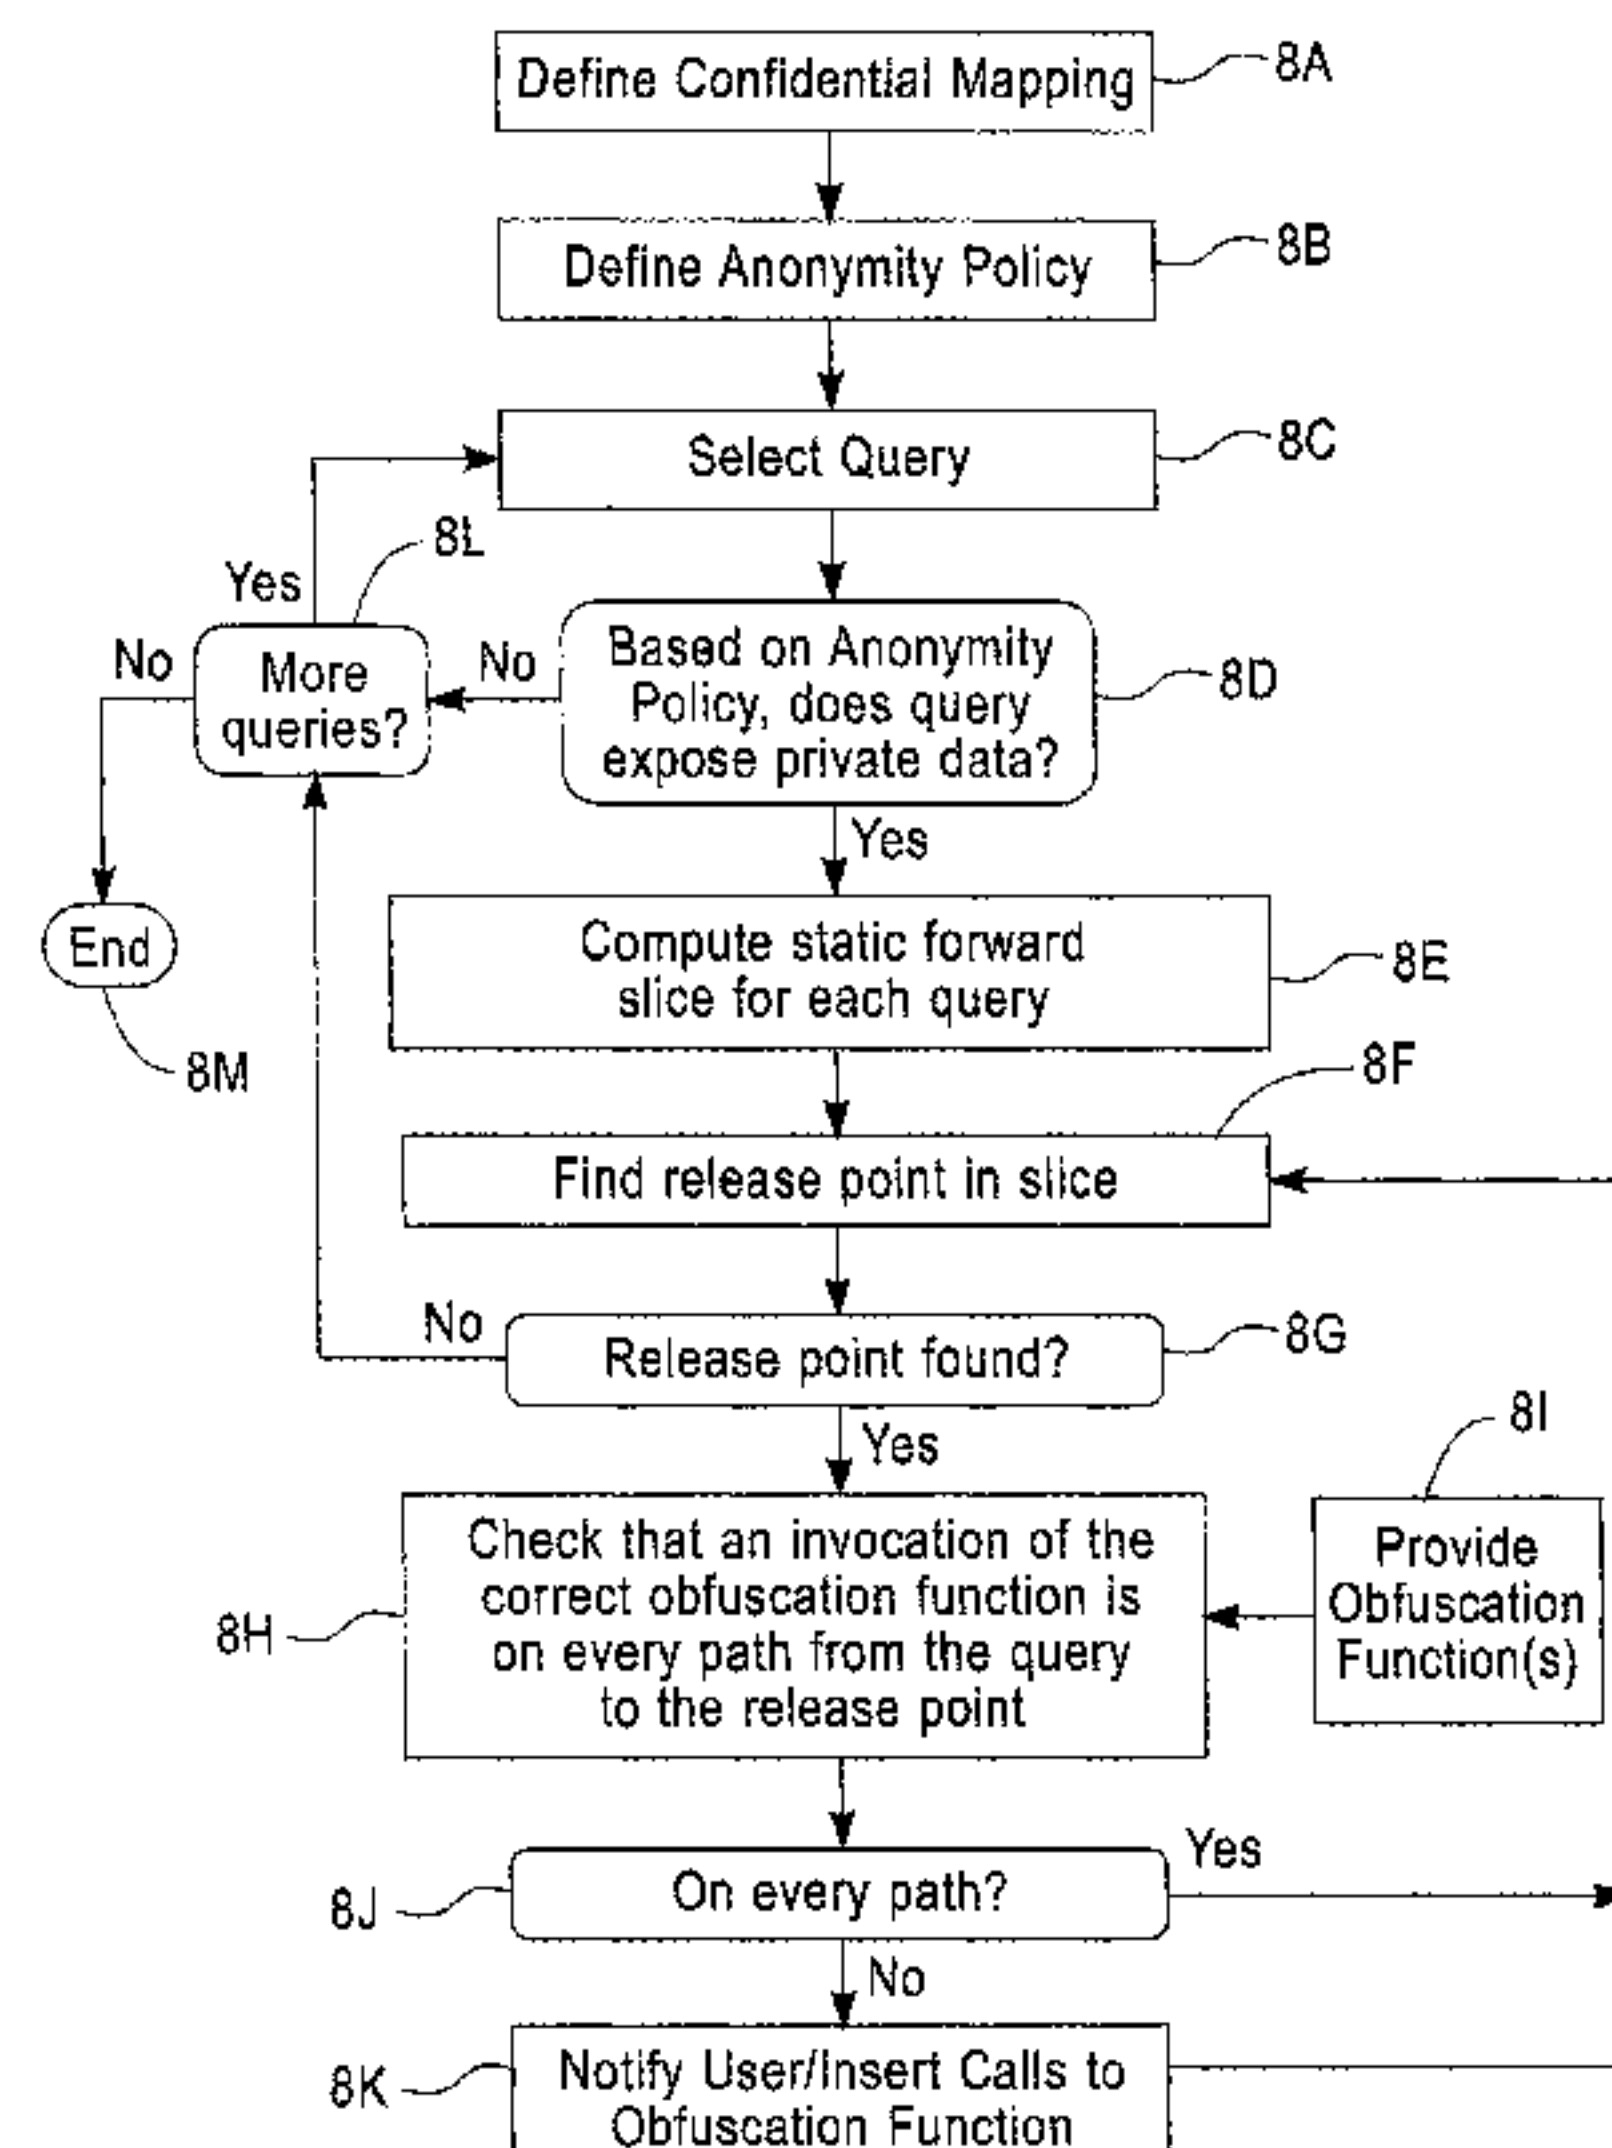 Define Confidential Mapping
8A
Define Anonymity Policy
8B
Select Query
8C
8L
Yes
No
More
queries?
No
Based on Anonymity
Policy, does query
expose private data?
8D
Yes
End
8M
Compute static forward
slice for each query
8E
8F
Find release point in slice
No
Release point found?
8G
Yes
8I
Check that an invocation of the
correct obfuscation function is
on every path from the query
to the release point
8H
Provide
Obfuscation
Function(s)
On every path?
Yes
8J
No
Notify User/Insert Calls to
Obfuscation Function
8K